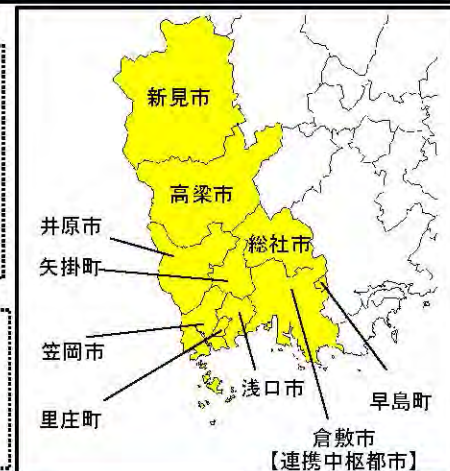 新見市
高梁市
井原市
総社市
矢掛町
笠岡市
里庄町
浅口市
早島町
倉敷市
【連携中枢都市】